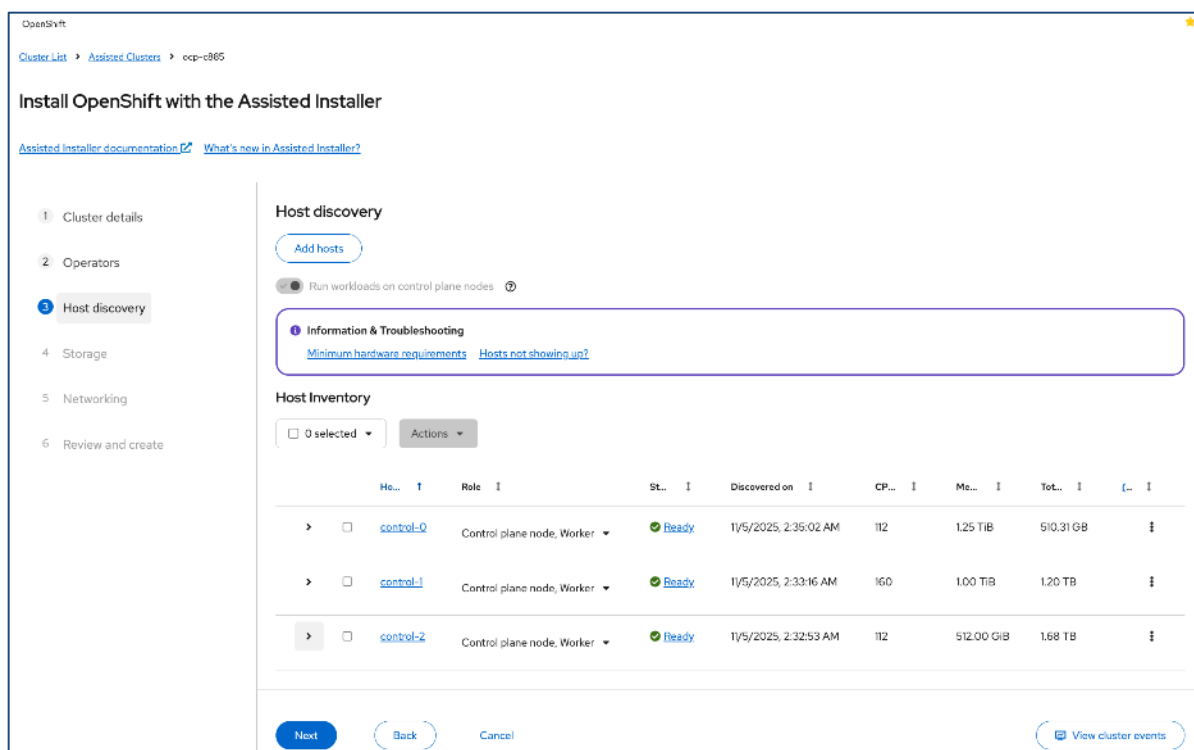 OpenShift
Cluster List > Assisted Clusters > ocp-c885
Install OpenShift with the Assisted Installer
Assisted Installer documentation What's new in Assisted Installer?
1 Cluster details
2 Operators
3 Host discovery
4 Storage
5 Networking
6 Review and create
Host discovery
Add hosts
Run workloads on control plane nodes
Information & Troubleshooting
Minimum hardware requirements Hosts not showing up?
Host Inventory
0 selected Actions
Ho... Role St... Discovered on CP... Me... Tot...
control-0 Control plane node, Worker Ready 11/5/2025, 2:35:02 AM 112 1.25 TiB 510.31 GB
control-1 Control plane node, Worker Ready 11/5/2025, 2:33:16 AM 160 1.00 TiB 1.20 TB
control-2 Control plane node, Worker Ready 11/5/2025, 2:32:53 AM 112 512.00 GiB 1.68 TB
Next Back Cancel View cluster events